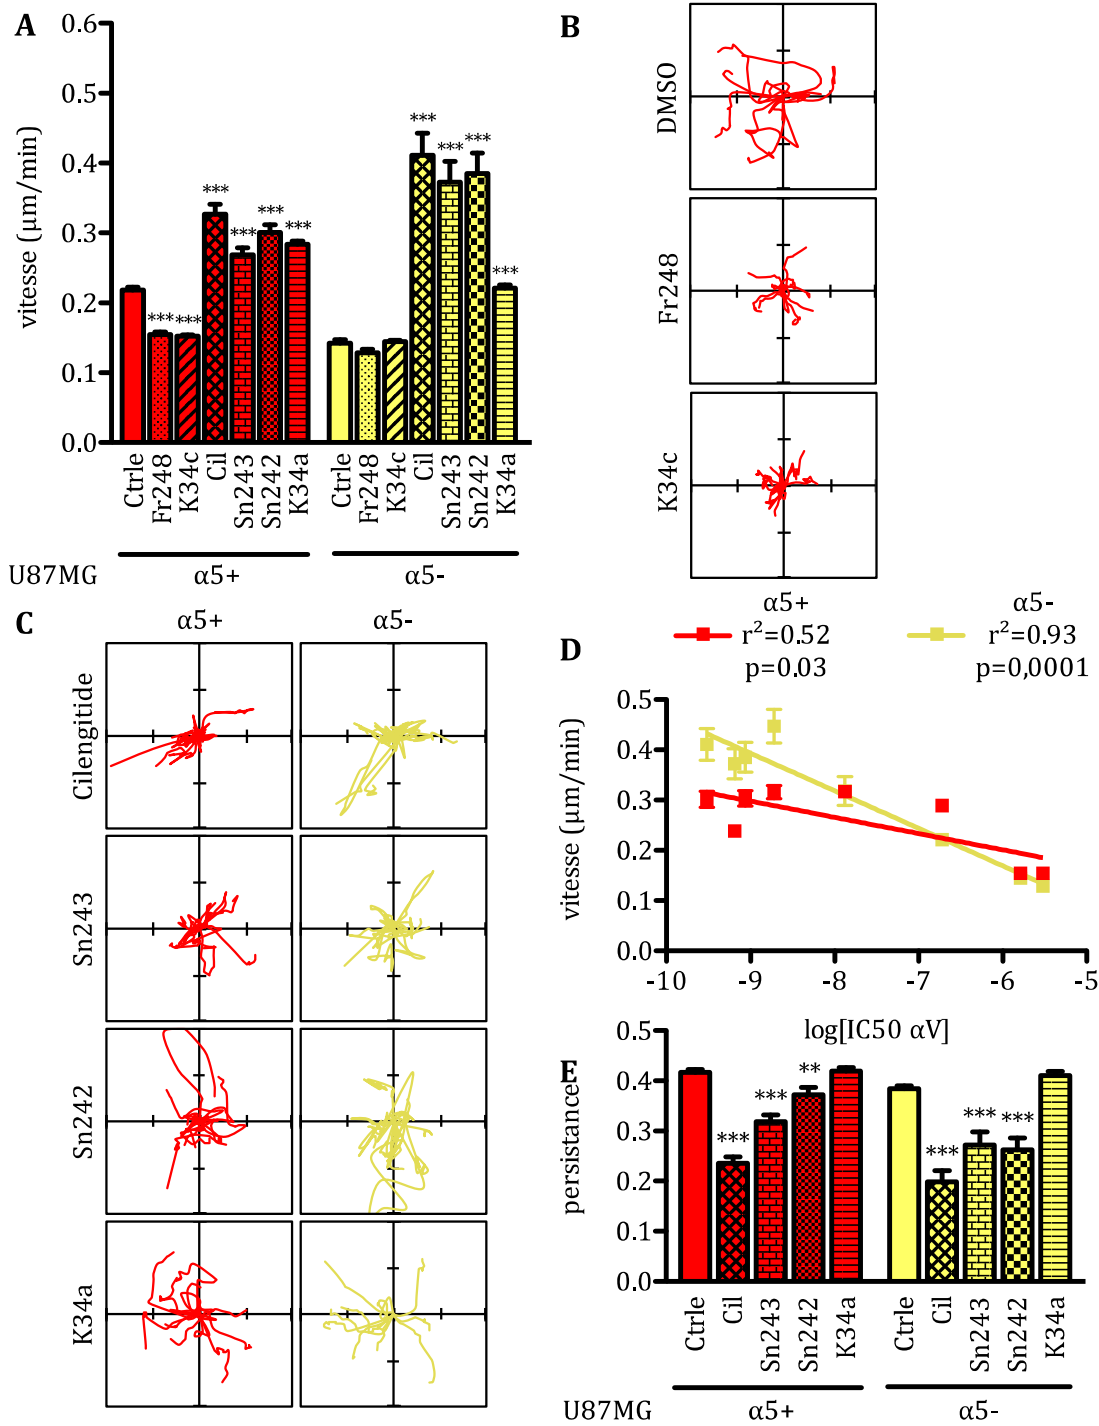 A
0.6
0.5
0.4
0.3
0.2
0.1
0.0
vitesse (µm/min)
*** *** *** *** *** ***
*** *** *** ***
Ctrle Fr248 K34c Cil Sn243 Sn242 K34a
Ctrle Fr248 K34c Cil Sn243 Sn242 K34a
U87MG α5+ α5-
B
DMSO
Fr248
K34c
C
α5+ α5-
Cilengitide
Sn243
Sn242
K34a
D
α5+ α5-
r²=0.52 r²=0.93
p=0.03 p=0,0001
0.5
0.4
0.3
0.2
0.1
0.0
vitesse (µm/min)
-10 -9 -8 -7 -6 -5
log[IC50 αV]
E
0.5
0.4
0.3
0.2
0.1
0.0
persistance
*** *** ** *** *** ***
Ctrle Cil Sn243 Sn242 K34a
Ctrle Cil Sn243 Sn242 K34a
U87MG α5+ α5-